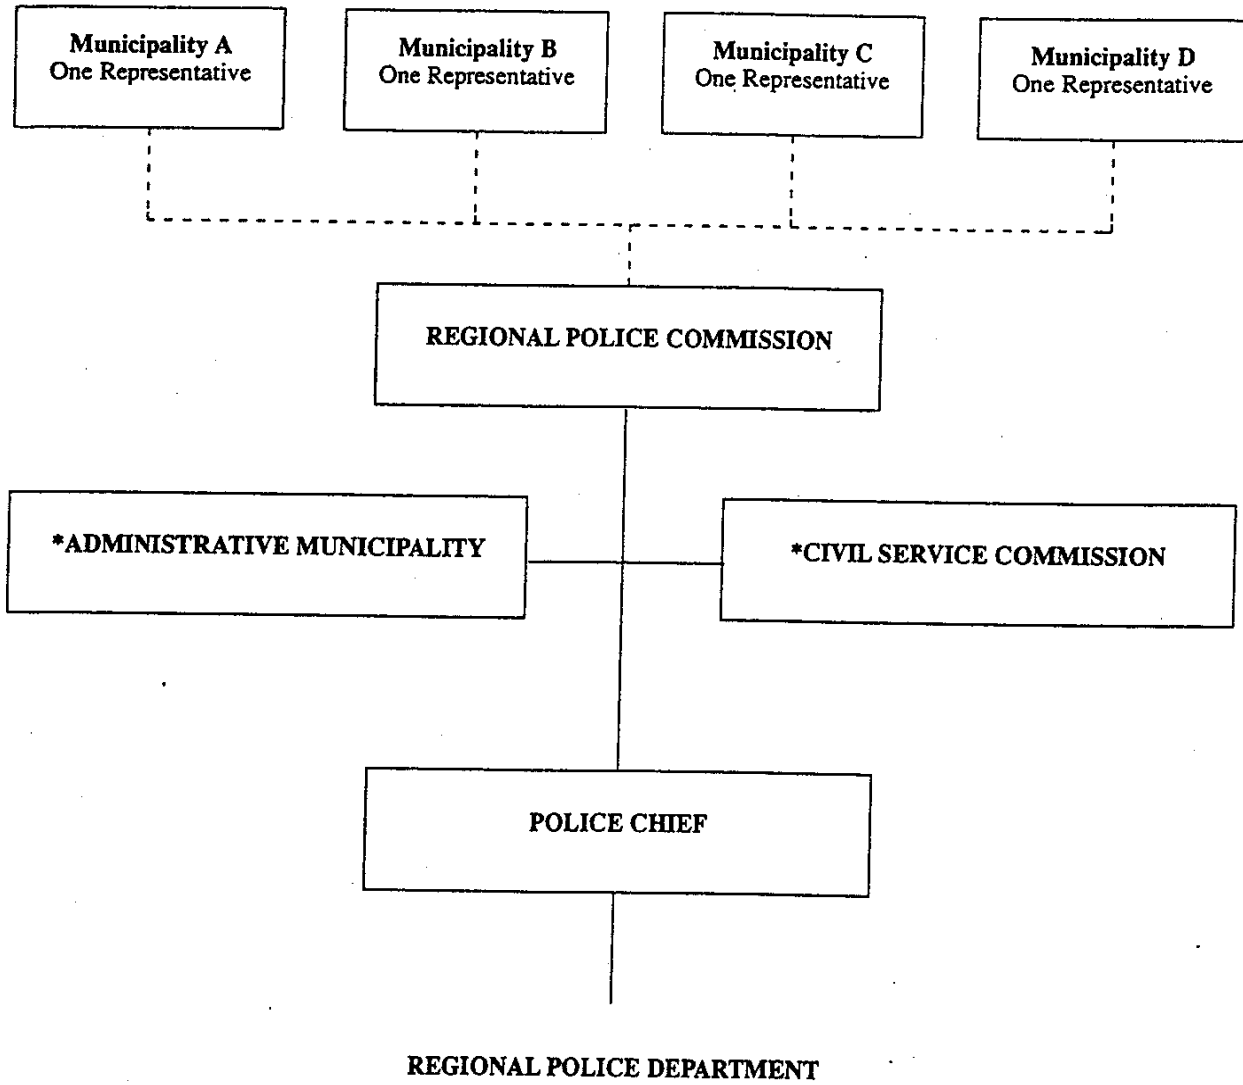 Municipality A
One Representative
Municipality B
One Representative
Municipality C
One Representative
Municipality D
One Representative
REGIONAL POLICE COMMISSION
*ADMINISTRATIVE MUNICIPALITY
*CIVIL SERVICE COMMISSION
POLICE CHIEF
REGIONAL POLICE DEPARTMENT